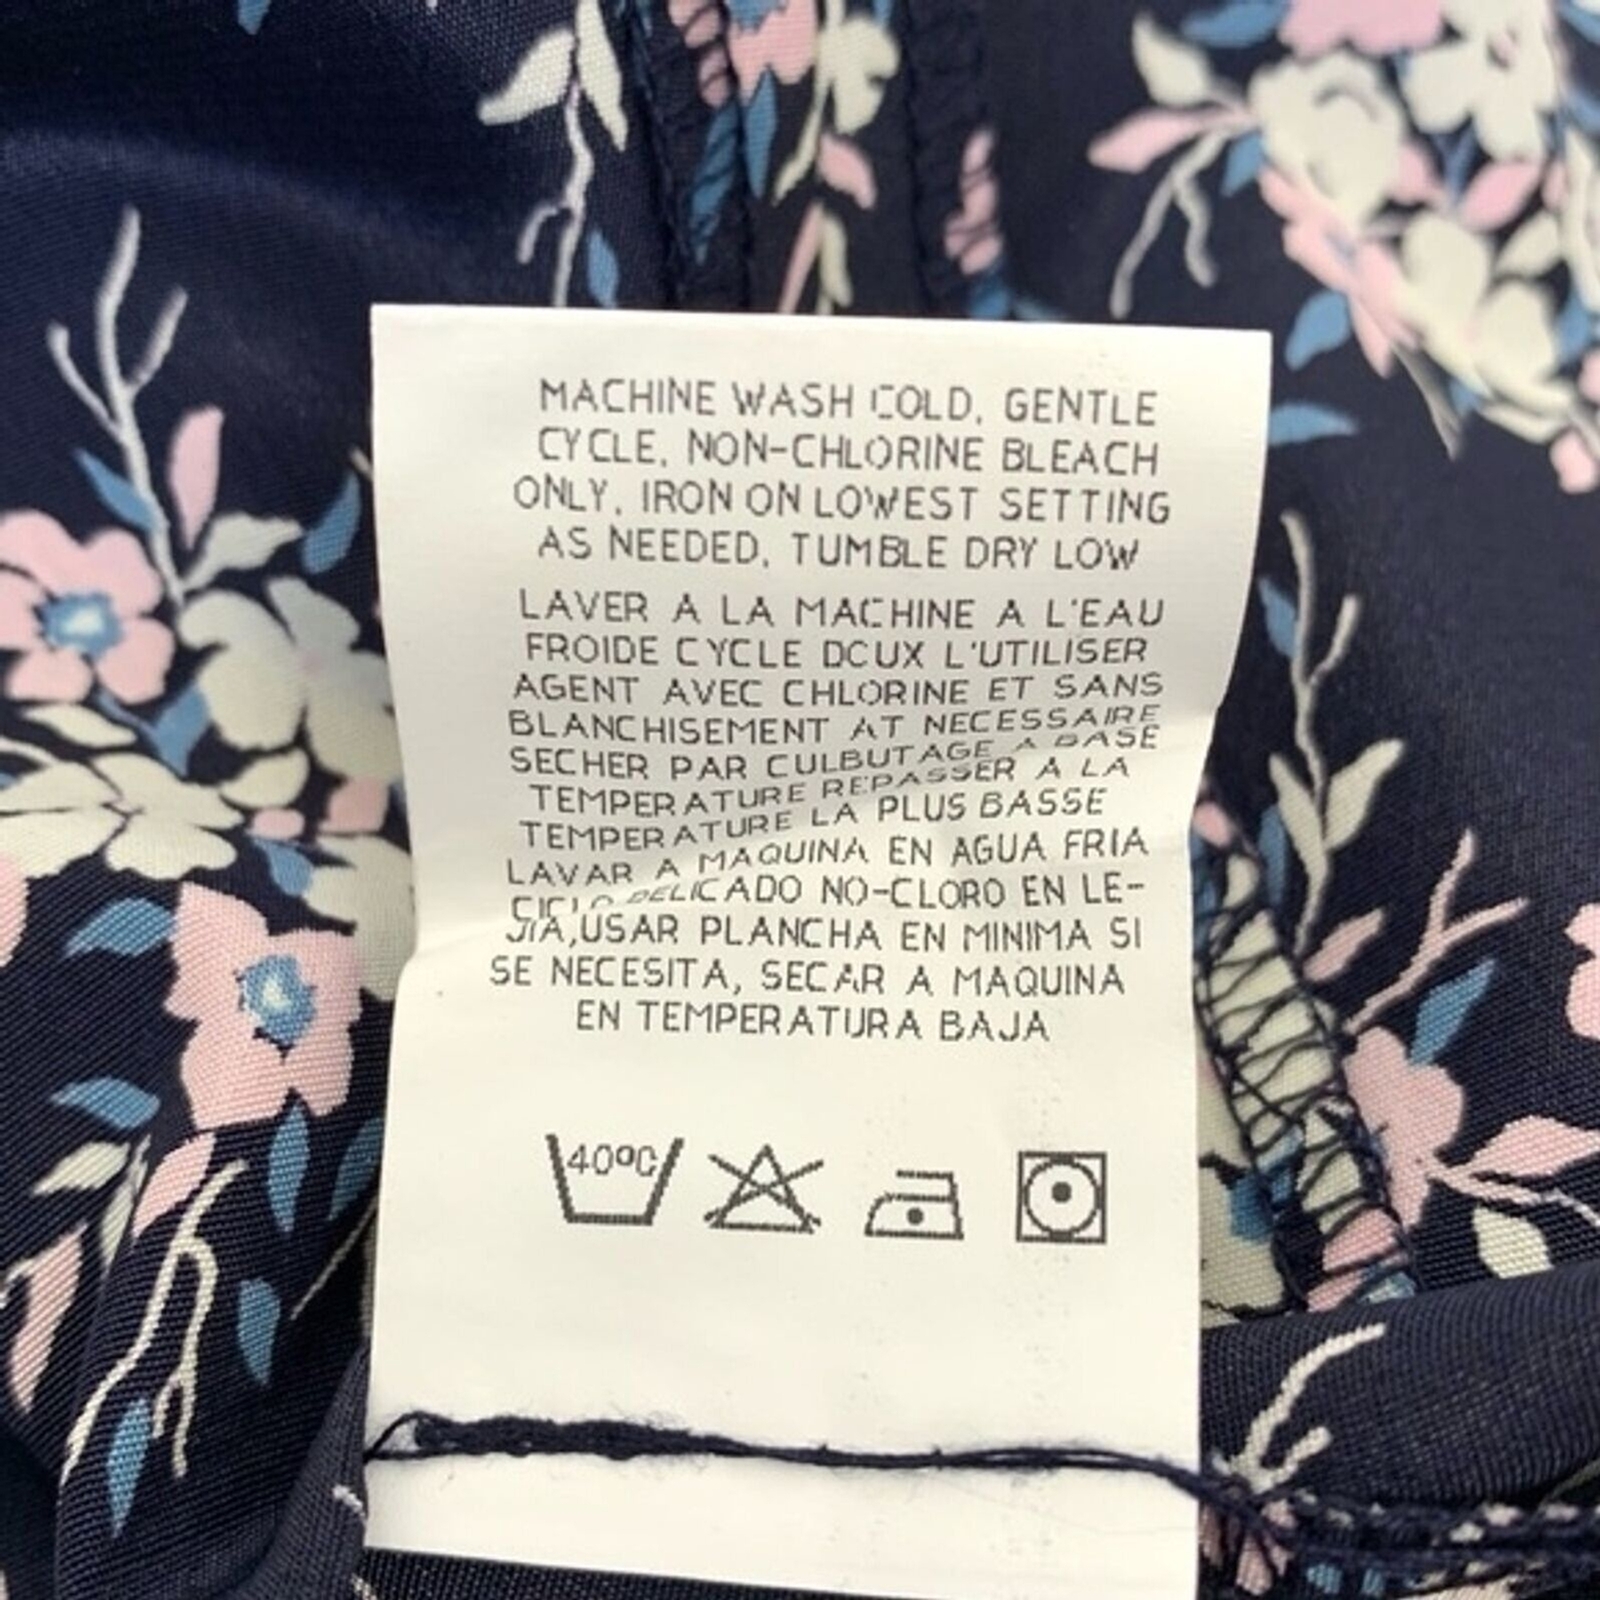 MACHINE WASH COLD, GENTLE
CYCLE, NON-CHLORINE BLEACH
ONLY, IRON ON LOWEST SETTING
AS NEEDED, TUMBLE DRY LOW
LAVER A LA MACHINE A L'EAU
FROIDE CYCLE DCUX L'UTILISER
AGENT AVEC CHLORINE ET SANS
BLANCHISEMENT AT NECESSAIRE
SECHER PAR CULBUTAGE A BASE
TEMPERATURE REPASSER A LA
TEMPERATURE LA PLUS BASSE
LAVAR A MAQUINA EN AGUA FRIA
CICLO DELICADO NO-CLORO EN LE-
JIA,USAR PLANCHA EN MINIMA SI
SE NECESITA, SECAR A MAQUINA
EN TEMPERATURA BAJA
40ºC